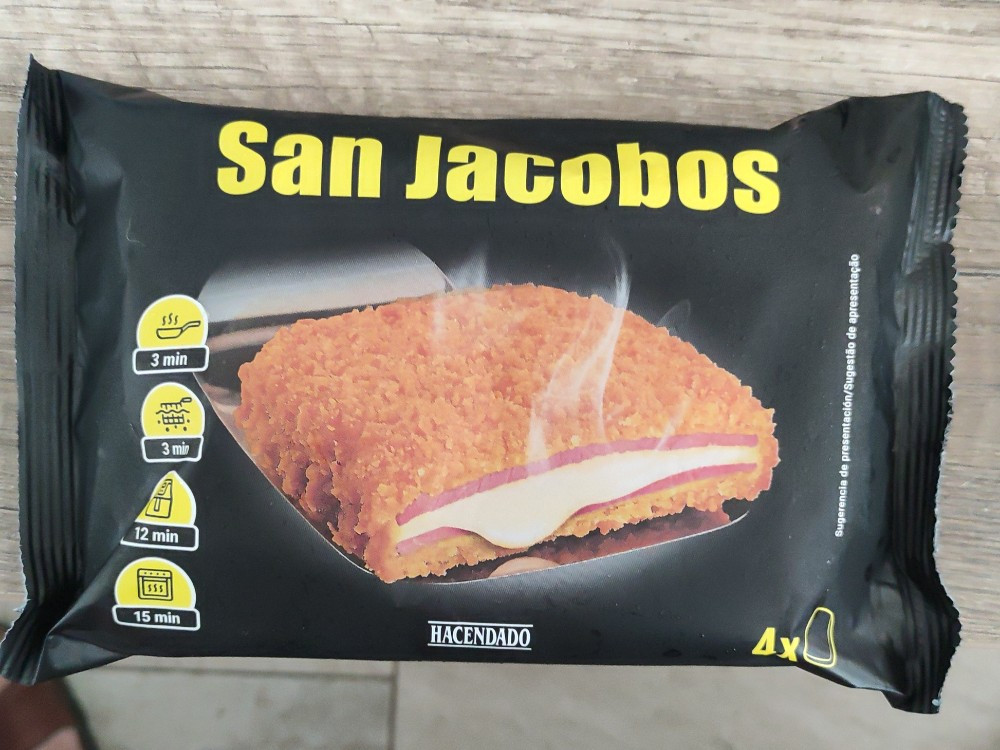 San Jacobos
3 min
3 min
12 min
15 min
Sugerencia de presentación/Sugestão de apresentação
HACENDADO
4x